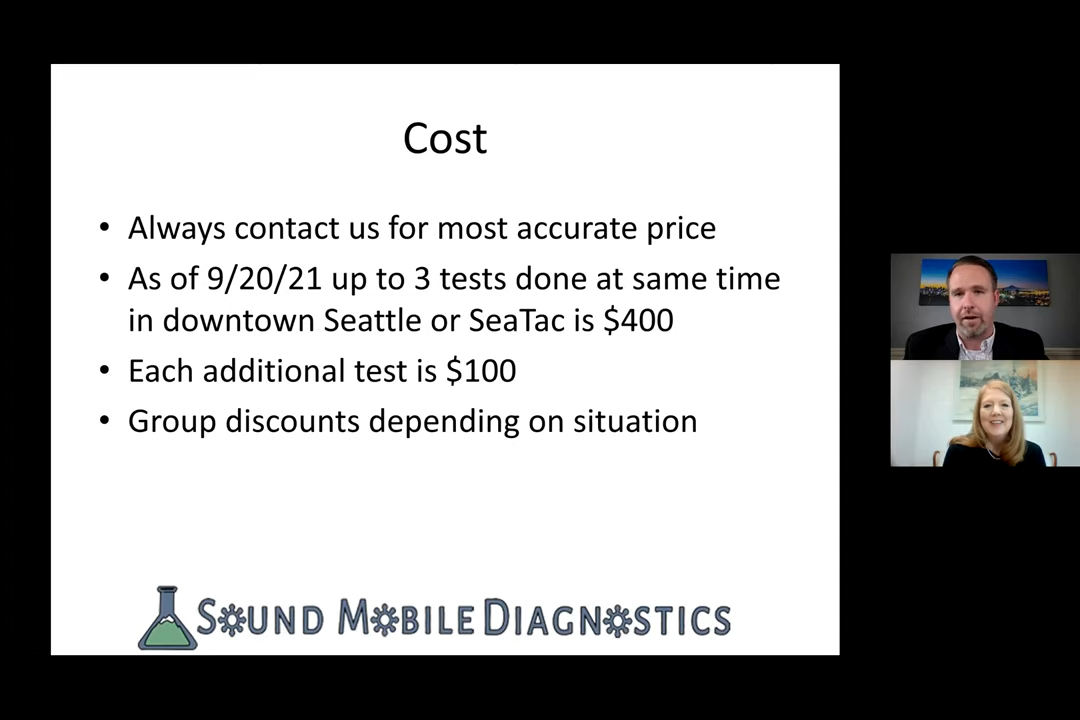 Cost
• Always contact us for most accurate price
• As of 9/20/21 up to 3 tests done at same time
in downtown Seattle or SeaTac is $400
• Each additional test is $100
• Group discounts depending on situation
SOUND MOBILE DIAGNOSTICS